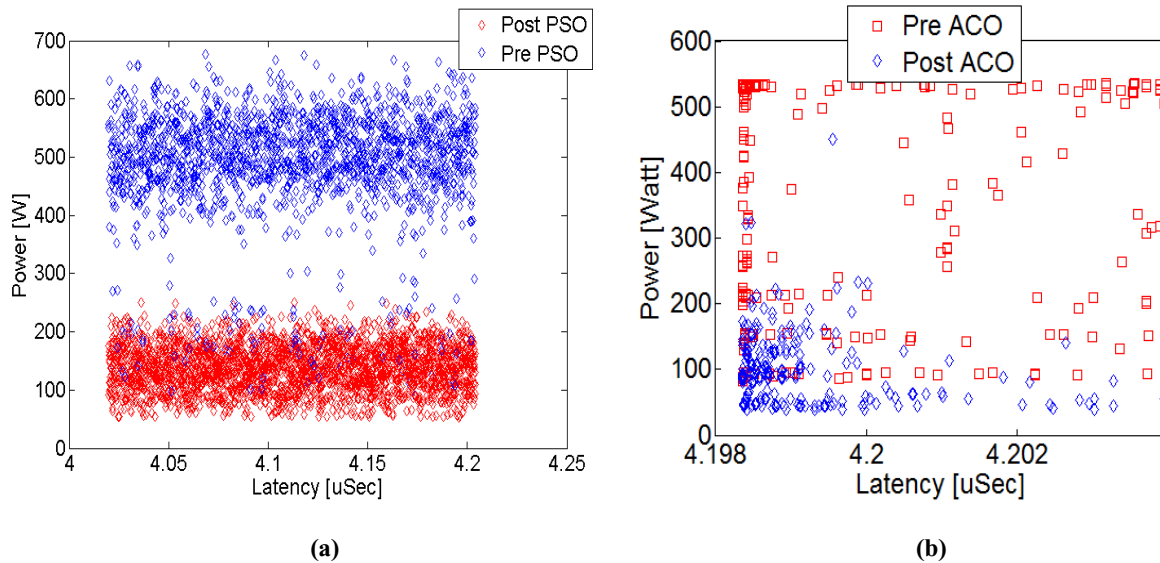 Post PSO
Pre PSO
700
600
500
400
300
200
100
0
Power [W]
4
4.05
4.1
4.15
4.2
4.25
Latency [uSec]
(a)
Pre ACO
Post ACO
600
500
400
300
200
100
0
Power [Watt]
4.198
4.2
4.202
Latency [uSec]
(b)